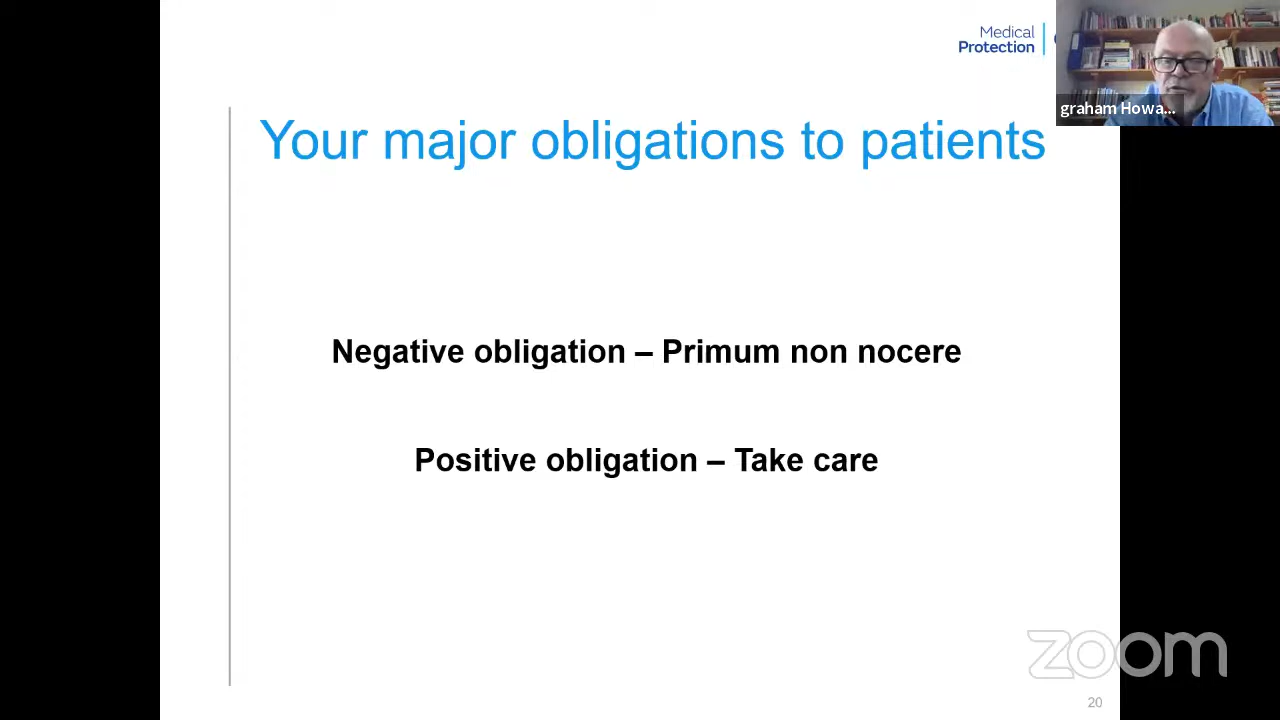 Medical
Protection
graham Howa...
Your major obligations to patients
Negative obligation – Primum non nocere
Positive obligation – Take care
zoom
20